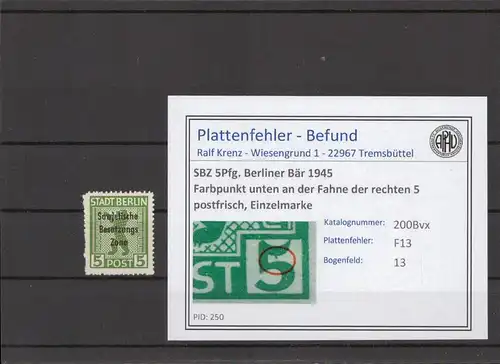 STADT BERLIN
Sowjetische
Besatzungs
Zone
5 POST 5
Plattenfehler - Befund
Ralf Krenz - Wiesengrund 1 - 22967 Tremsbüttel
SBZ 5Pfg. Berliner Bär 1945
Farbpunkt unten an der Fahne der rechten 5
postfrisch, Einzelmarke
Katalognummer: 200Bvx
Plattenfehler: F13
Bogenfeld: 13
ST 5
PID: 250